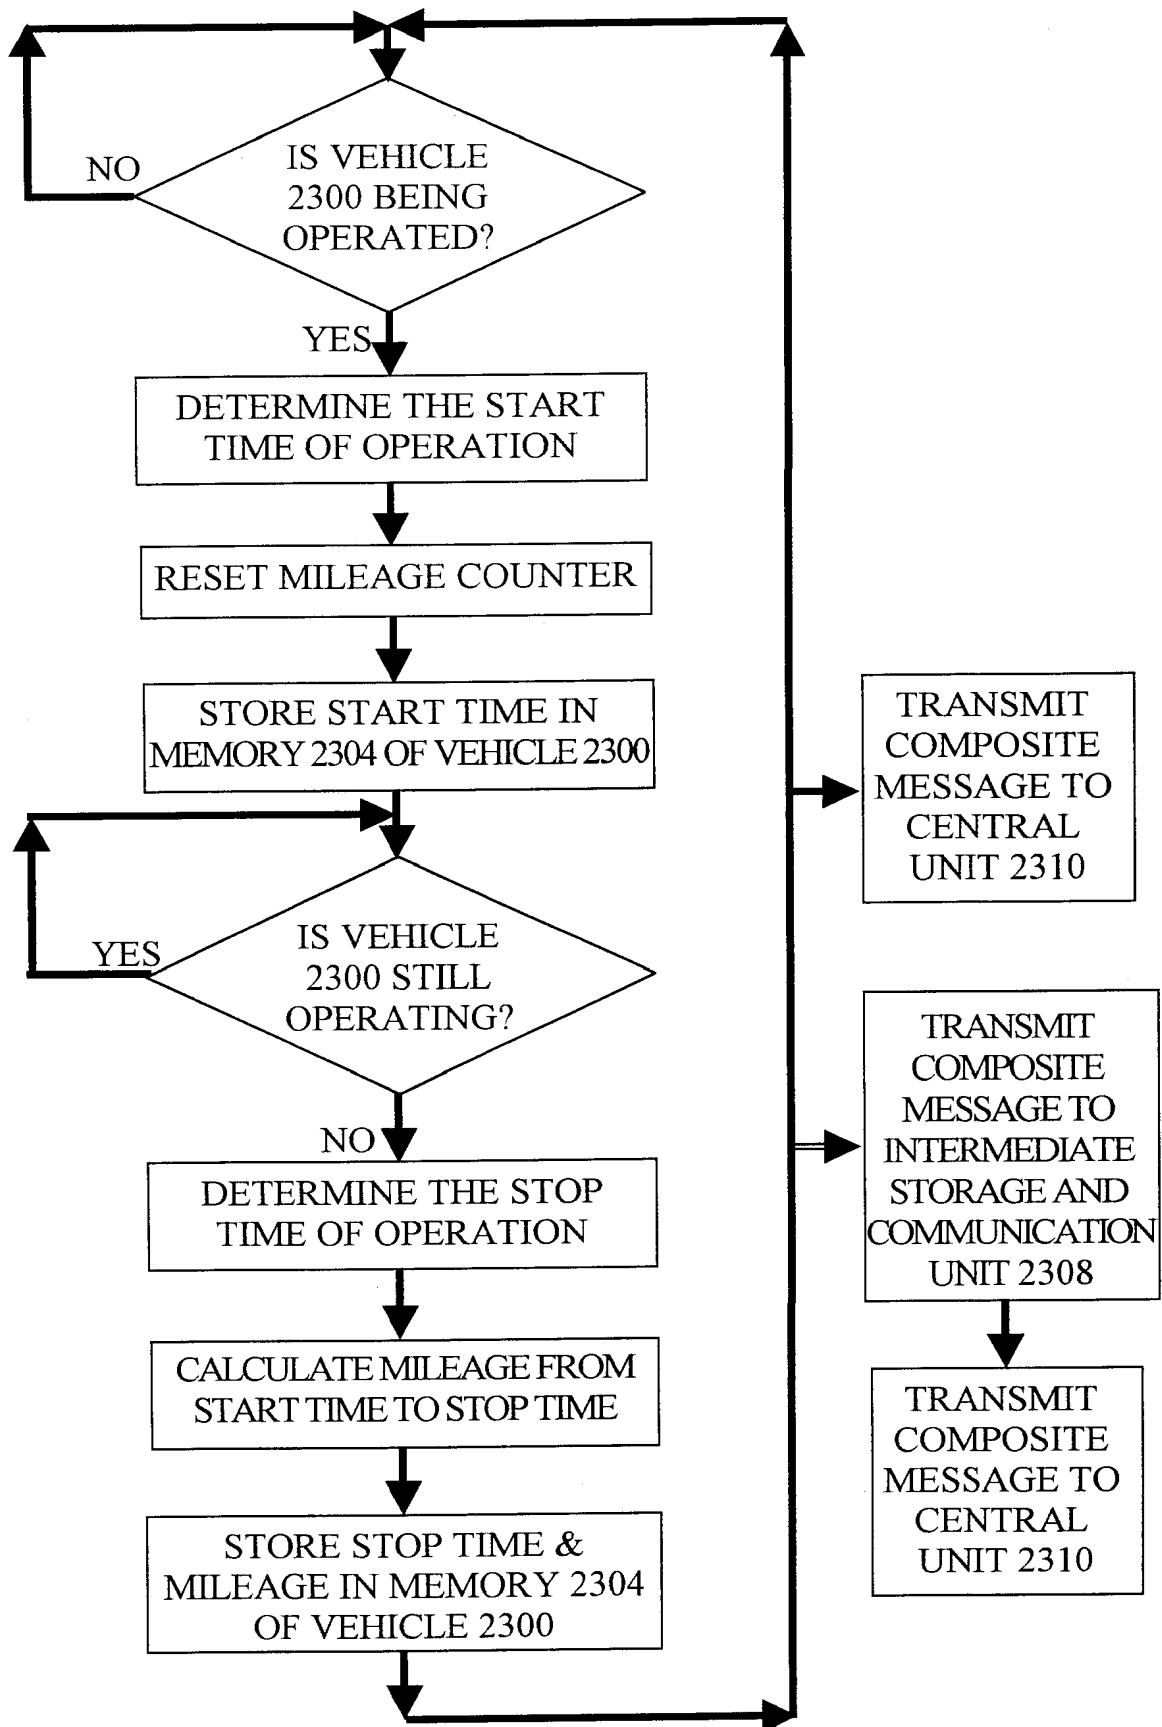 NO
IS VEHICLE
2300 BEING
OPERATED?
YES
DETERMINE THE START
TIME OF OPERATION
RESET MILEAGE COUNTER
STORE START TIME IN
MEMORY 2304 OF VEHICLE 2300
YES
IS VEHICLE
2300 STILL
OPERATING?
NO
DETERMINE THE STOP
TIME OF OPERATION
CALCULATE MILEAGE FROM
START TIME TO STOP TIME
STORE STOP TIME &
MILEAGE IN MEMORY 2304
OF VEHICLE 2300
TRANSMIT
COMPOSITE
MESSAGE TO
CENTRAL
UNIT 2310
TRANSMIT
COMPOSITE
MESSAGE TO
INTERMEDIATE
STORAGE AND
COMMUNICATION
UNIT 2308
TRANSMIT
COMPOSITE
MESSAGE TO
CENTRAL
UNIT 2310